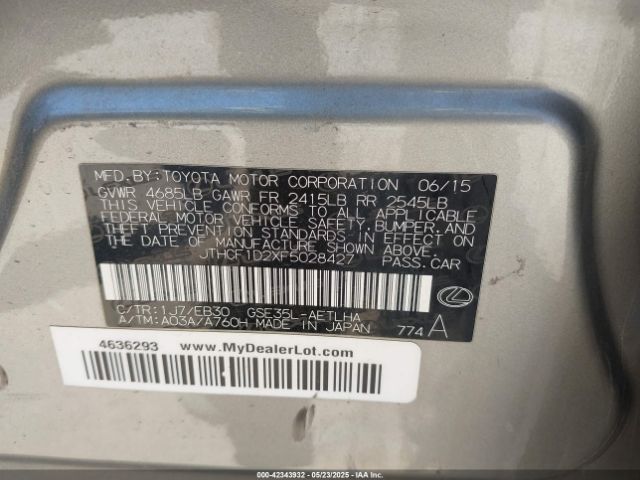 MFD. BY: TOYOTA MOTOR CORPORATION 06/15
GVWR 4685LB GAWR FR 2415LB RR 2545LB
THIS VEHICLE CONFORMS TO ALL APPLICABLE
FEDERAL MOTOR VEHICLE SAFETY, BUMPER, AND
THEFT PREVENTION STANDARDS IN EFFECT ON
THE DATE OF MANUFACTURE SHOWN ABOVE.
JTHCF1D2XF5028427 PASS. CAR
C/TR: 1J7/EB30 GSE35L-AETLHA
A/TM: A03A/A760H MADE IN JAPAN 774 A
4636293 www.MyDealerLot.com
000-42343932 - 05/23/2025 - IAA Inc.